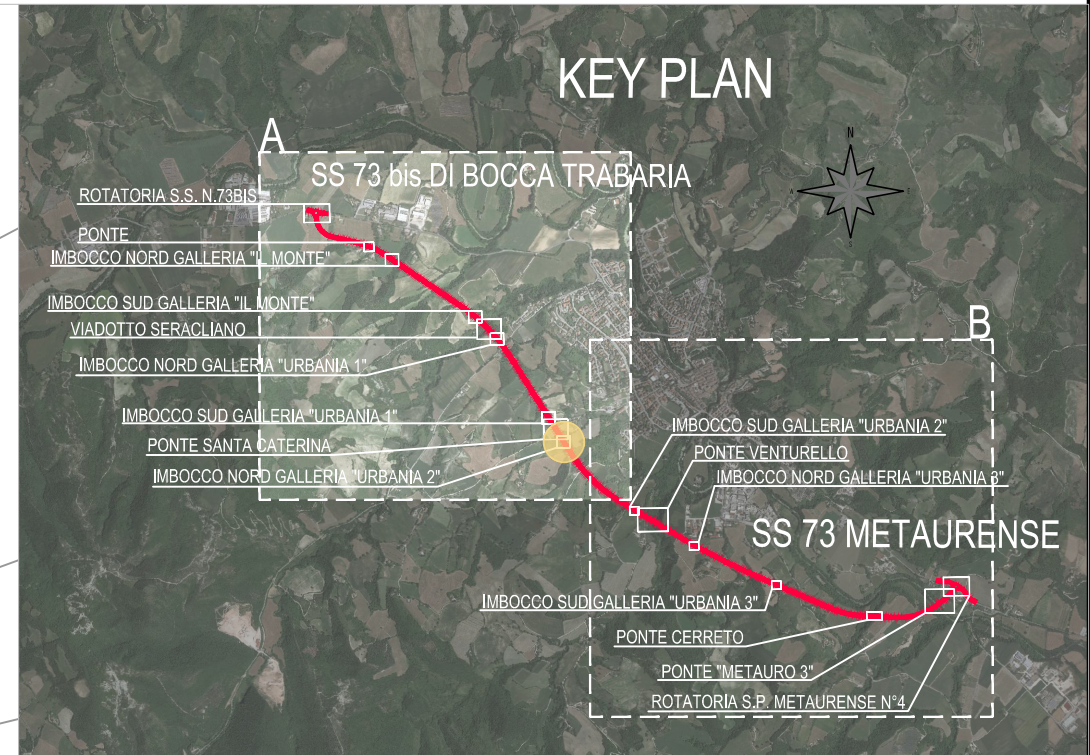 KEY PLAN
A
SS 73 bis DI BOCCA TRABARIA
N
W
E
S
ROTATORIA S.S. N.73BIS
PONTE
IMBOCCO NORD GALLERIA "IL MONTE"
IMBOCCO SUD GALLERIA "IL MONTE"
VIADOTTO SERACLIANO
IMBOCCO NORD GALLERIA "URBANIA 1"
IMBOCCO SUD GALLERIA "URBANIA 1"
PONTE SANTA CATERINA
IMBOCCO NORD GALLERIA "URBANIA 2"
B
IMBOCCO SUD GALLERIA "URBANIA 2"
PONTE VENTURELLO
IMBOCCO NORD GALLERIA "URBANIA 3"
SS 73 METAURENSE
IMBOCCO SUD GALLERIA "URBANIA 3"
PONTE CERRETO
PONTE "METAURO 3"
ROTATORIA S.P. METAURENSE N°4